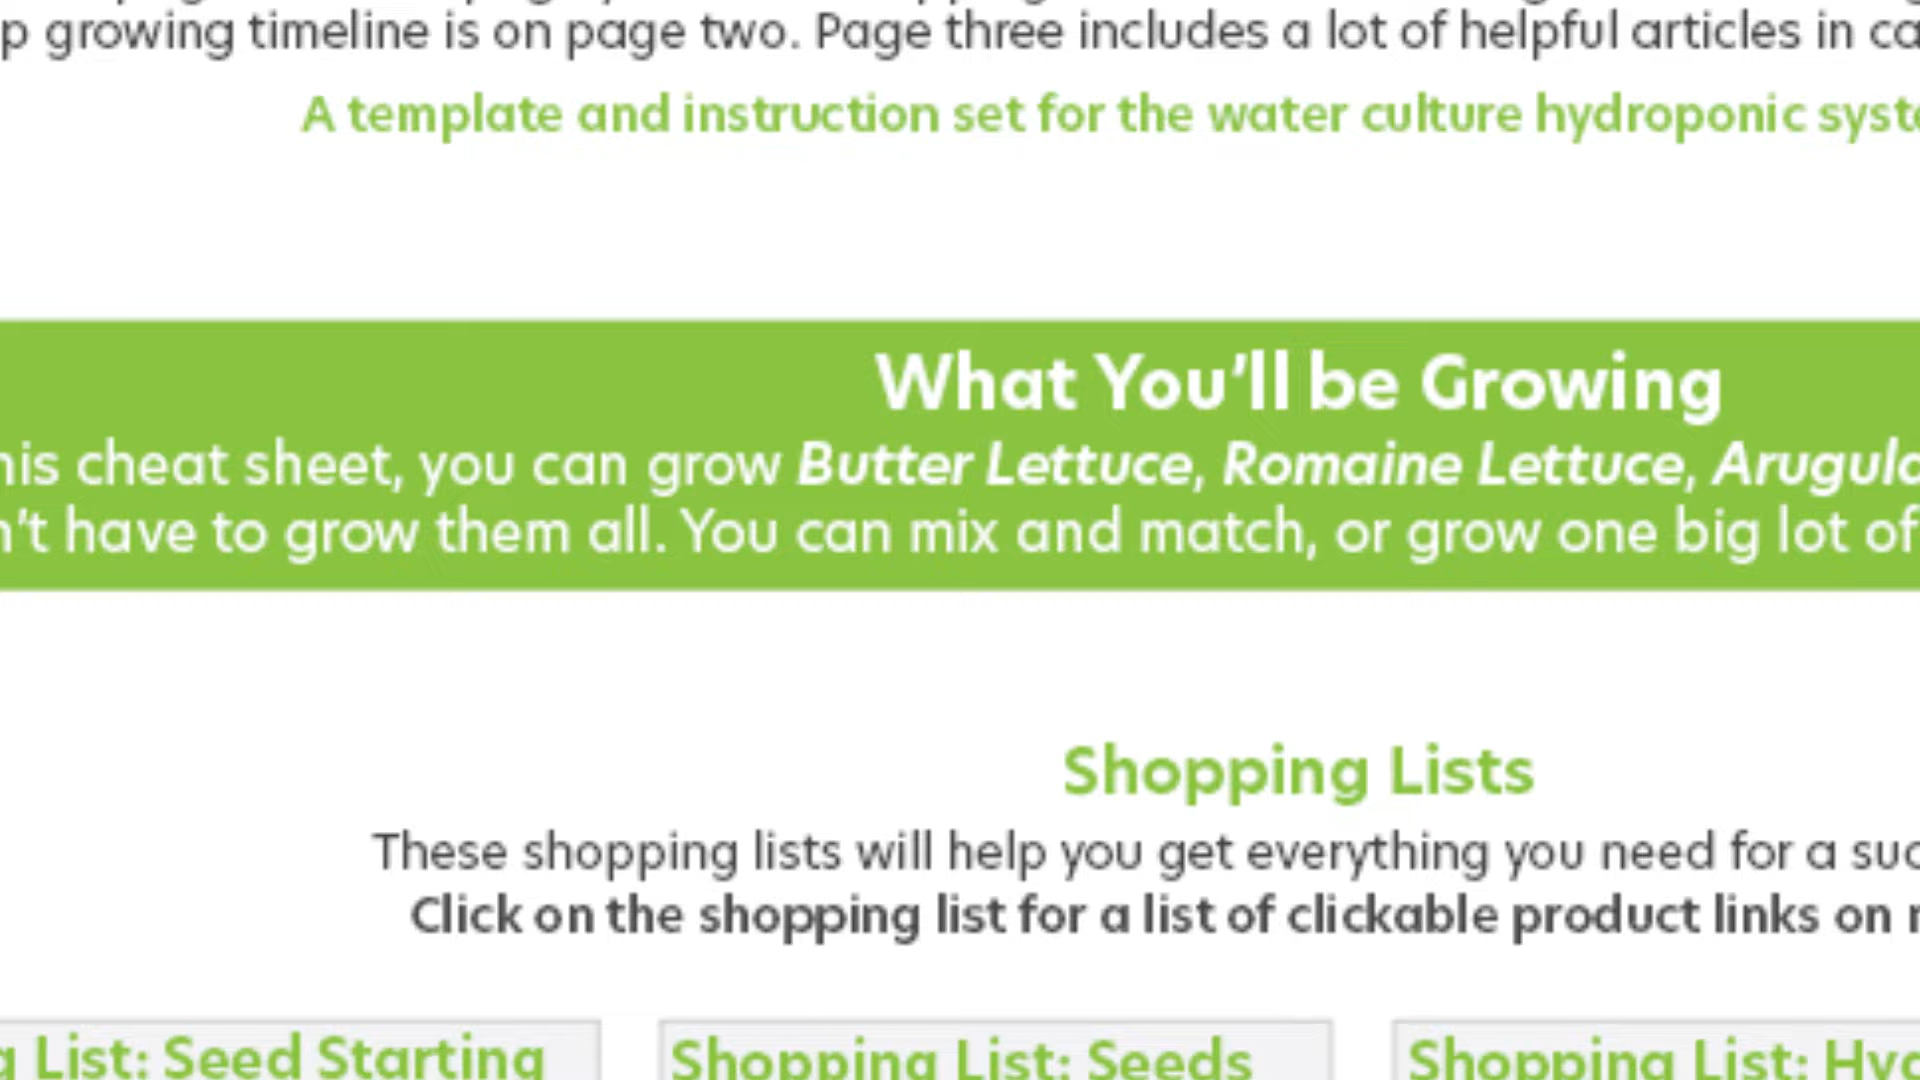 p growing timeline is on page two. Page three includes a lot of helpful articles in ca
A template and instruction set for the water culture hydroponic syste
What You'll be Growing
his cheat sheet, you can grow Butter Lettuce, Romaine Lettuce, Arugula
n't have to grow them all. You can mix and match, or grow one big lot of
Shopping Lists
These shopping lists will help you get everything you need for a suc
Click on the shopping list for a list of clickable product links on
g List: Seed Starting
Shopping List: Seeds
Shopping List: Hyd